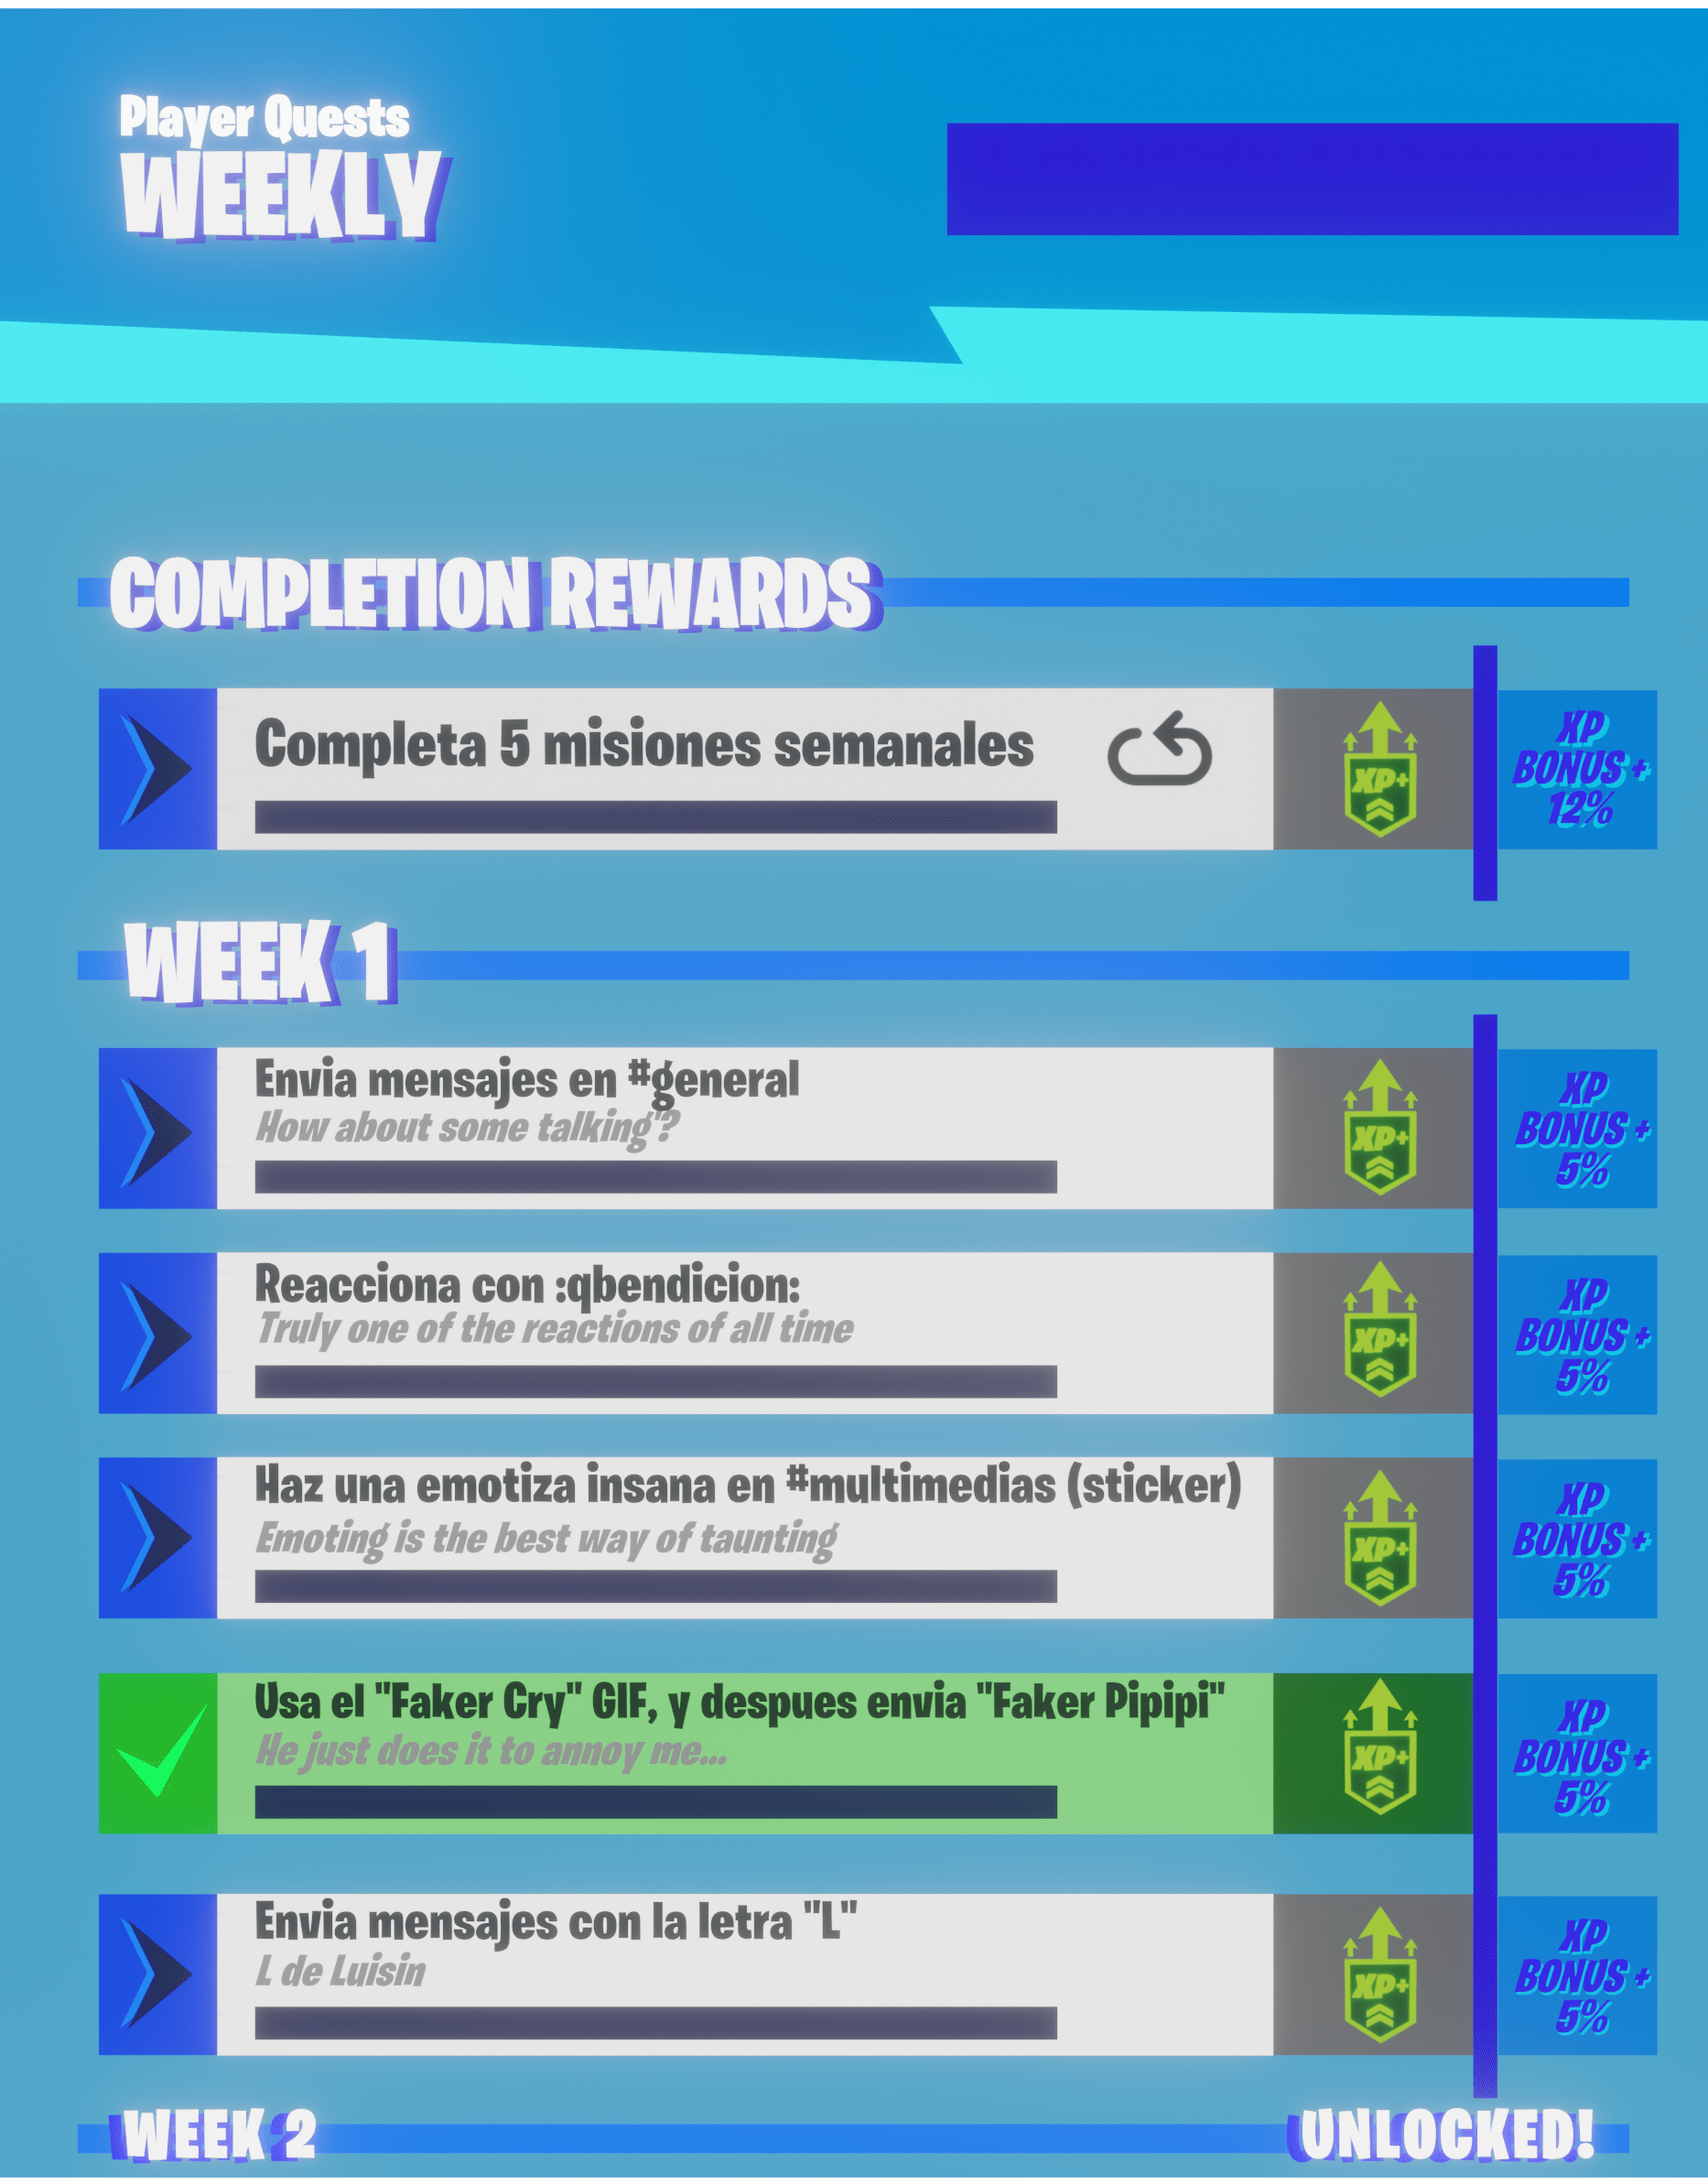 Player Quests
WEEKLY
COMPLETION REWARDS
Completa 5 misiones semanales
XP+
XP
BONUS +
12%
WEEK 1
Envia mensajes en #general
How about some talking?
XP+
XP
BONUS +
5%
Reacciona con :qbendicion:
Truly one of the reactions of all time
XP+
XP
BONUS +
5%
Haz una emotiza insana en #multimedias (sticker)
Emoting is the best way of taunting
XP+
XP
BONUS +
5%
Usa el "Faker Cry" GIF, y despues envia "Faker Pipipi"
He just does it to annoy me...
XP+
XP
BONUS +
5%
Envia mensajes con la letra "L"
L de Luisin
XP+
XP
BONUS +
5%
WEEK 2
UNLOCKED!